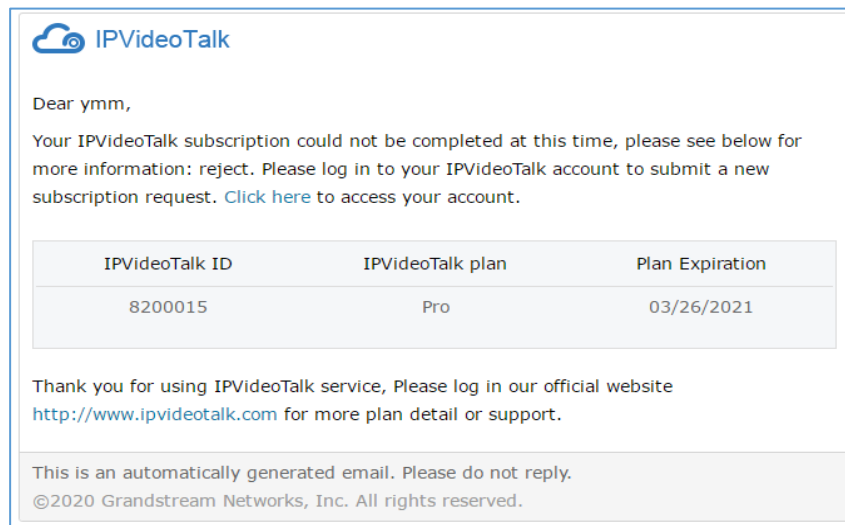 IPVideoTalk
Dear ymm,
Your IPVideoTalk subscription could not be completed at this time, please see below for
more information: reject. Please log in to your IPVideoTalk account to submit a new
subscription request. Click here to access your account.
IPVideoTalk ID IPVideoTalk plan Plan Expiration
8200015 Pro 03/26/2021
Thank you for using IPVideoTalk service, Please log in our official website
http://www.ipvideotalk.com for more plan detail or support.
This is an automatically generated email. Please do not reply.
©2020 Grandstream Networks, Inc. All rights reserved.